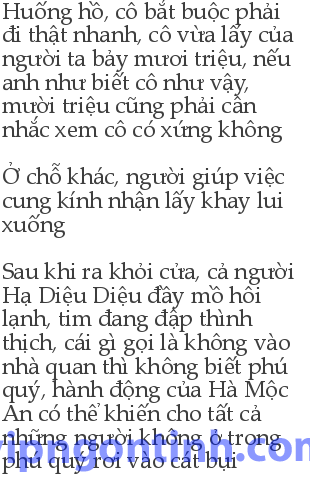 Huống hồ, cô bắt buộc phải
đi thật nhanh, cô vừa lấy của
người ta bảy mươi triệu, nếu
anh như biết cô như vậy,
mười triệu cũng phải cân
nhắc xem cô có xứng không
Ở chỗ khác, người giúp việc
cung kính nhận lấy khay lui
xuống
Sau khi ra khỏi cửa, cả người
Hạ Diệu Diệu đầy mồ hôi
lạnh, tim đang đập thình
thịch, cái gì gọi là không vào
nhà quan thì không biết phú
quý, hành động của Hà Mộc
An có thể khiến cho tất cả
những người không ở trong
phú quý rơi vào cát bụi
vipngontinh.com